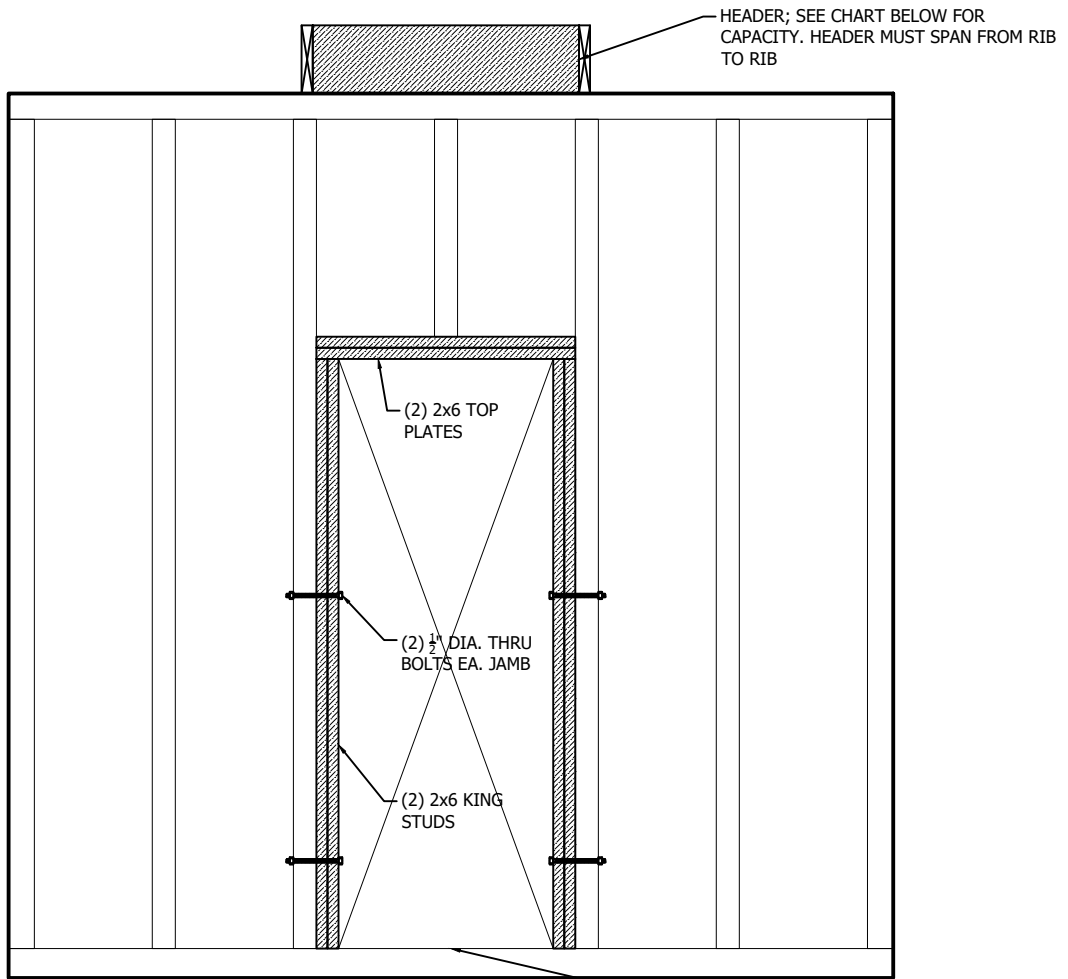 HEADER; SEE CHART BELOW FOR
CAPACITY. HEADER MUST SPAN FROM RIB
TO RIB
(2) 2x6 TOP
PLATES
(2) ½" DIA. THRU
BOLTS EA. JAMB
(2) 2x6 KING
STUDS